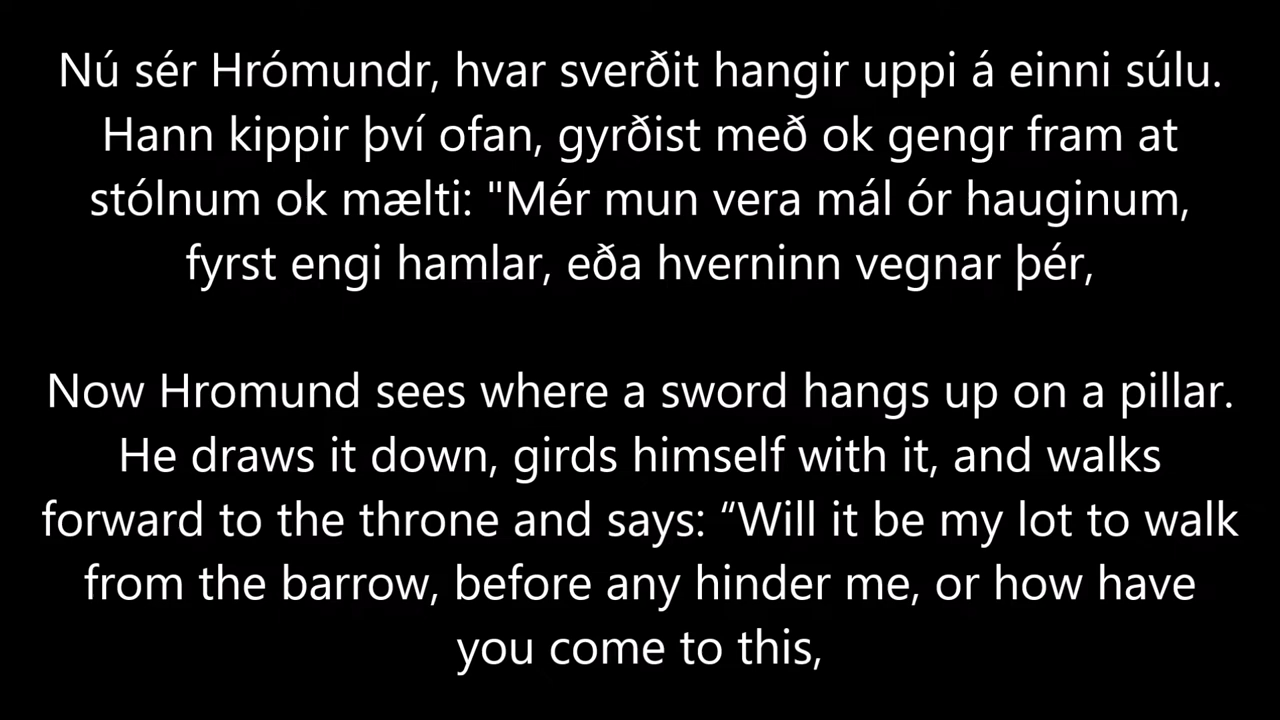 Nú sér Hrómundr, hvar sverðit hangir uppi á einni súlu.
Hann kippir því ofan, gyrðist með ok gengr fram at
stólnum ok mælti: "Mér mun vera mál ór hauginum,
fyrst engi hamlar, eða hverninn vegnar þér,
Now Hromund sees where a sword hangs up on a pillar.
He draws it down, girds himself with it, and walks
forward to the throne and says: “Will it be my lot to walk
from the barrow, before any hinder me, or how have
you come to this,